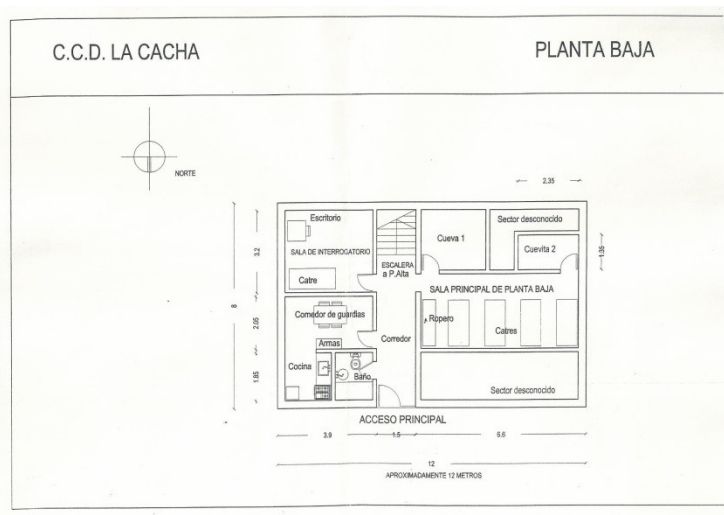 C.C.D. LA CACHA
PLANTA BAJA
NORTE
2.35
Escritorio
SALA DE INTERROGATORIO
Catre
ESCALERA
a P.Alta
Cueva 1
Sector desconocido
Cuevita 2
1.35
3.2
8
2.05
1.85
SALA PRINCIPAL DE PLANTA BAJA
Ropero
Catres
Comedor de guardias
Armas
Corredor
Cocina
Baño
Sector desconocido
ACCESO PRINCIPAL
3.9
1.5
6.6
12
APROXIMADAMENTE 12 METROS